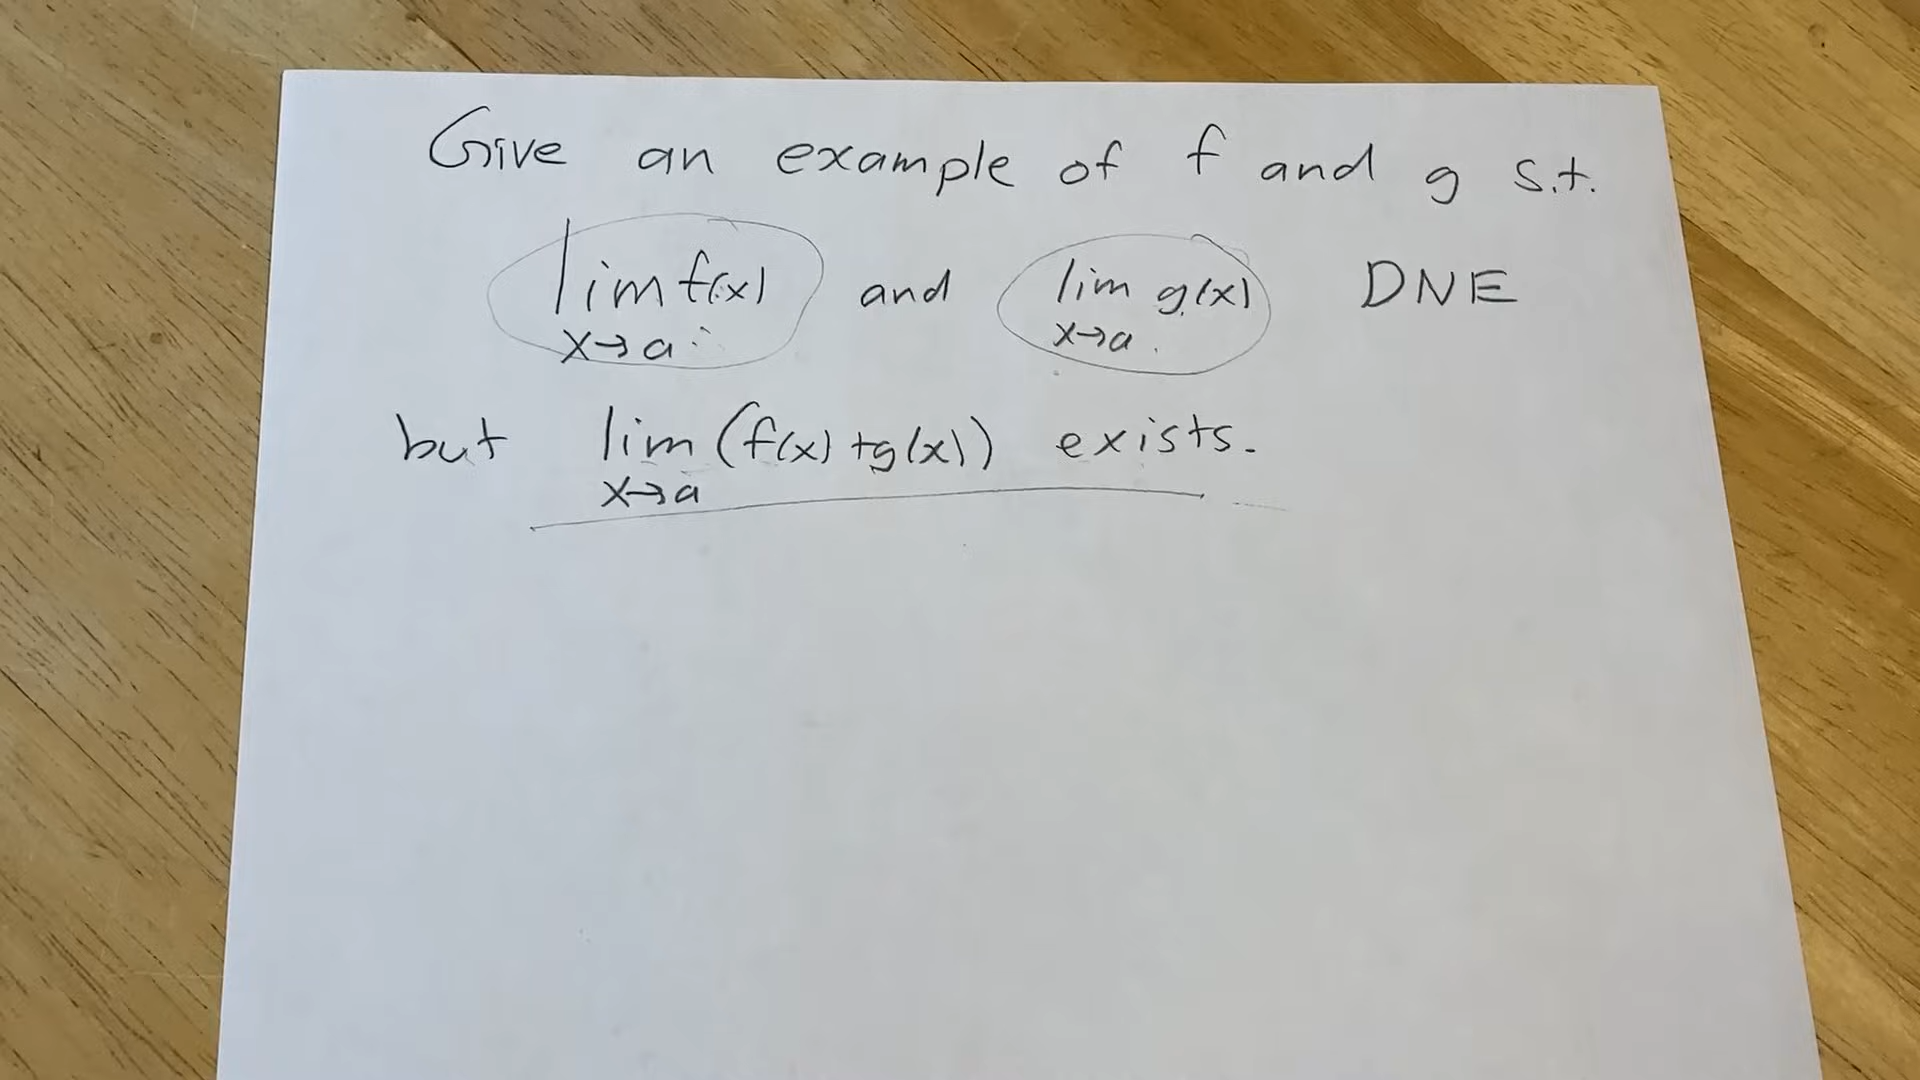 Give an example of f and g s.t.
lim f(x) and lim g(x) DNE
x→a x→a
but lim (f(x) + g(x)) exists.
x→a